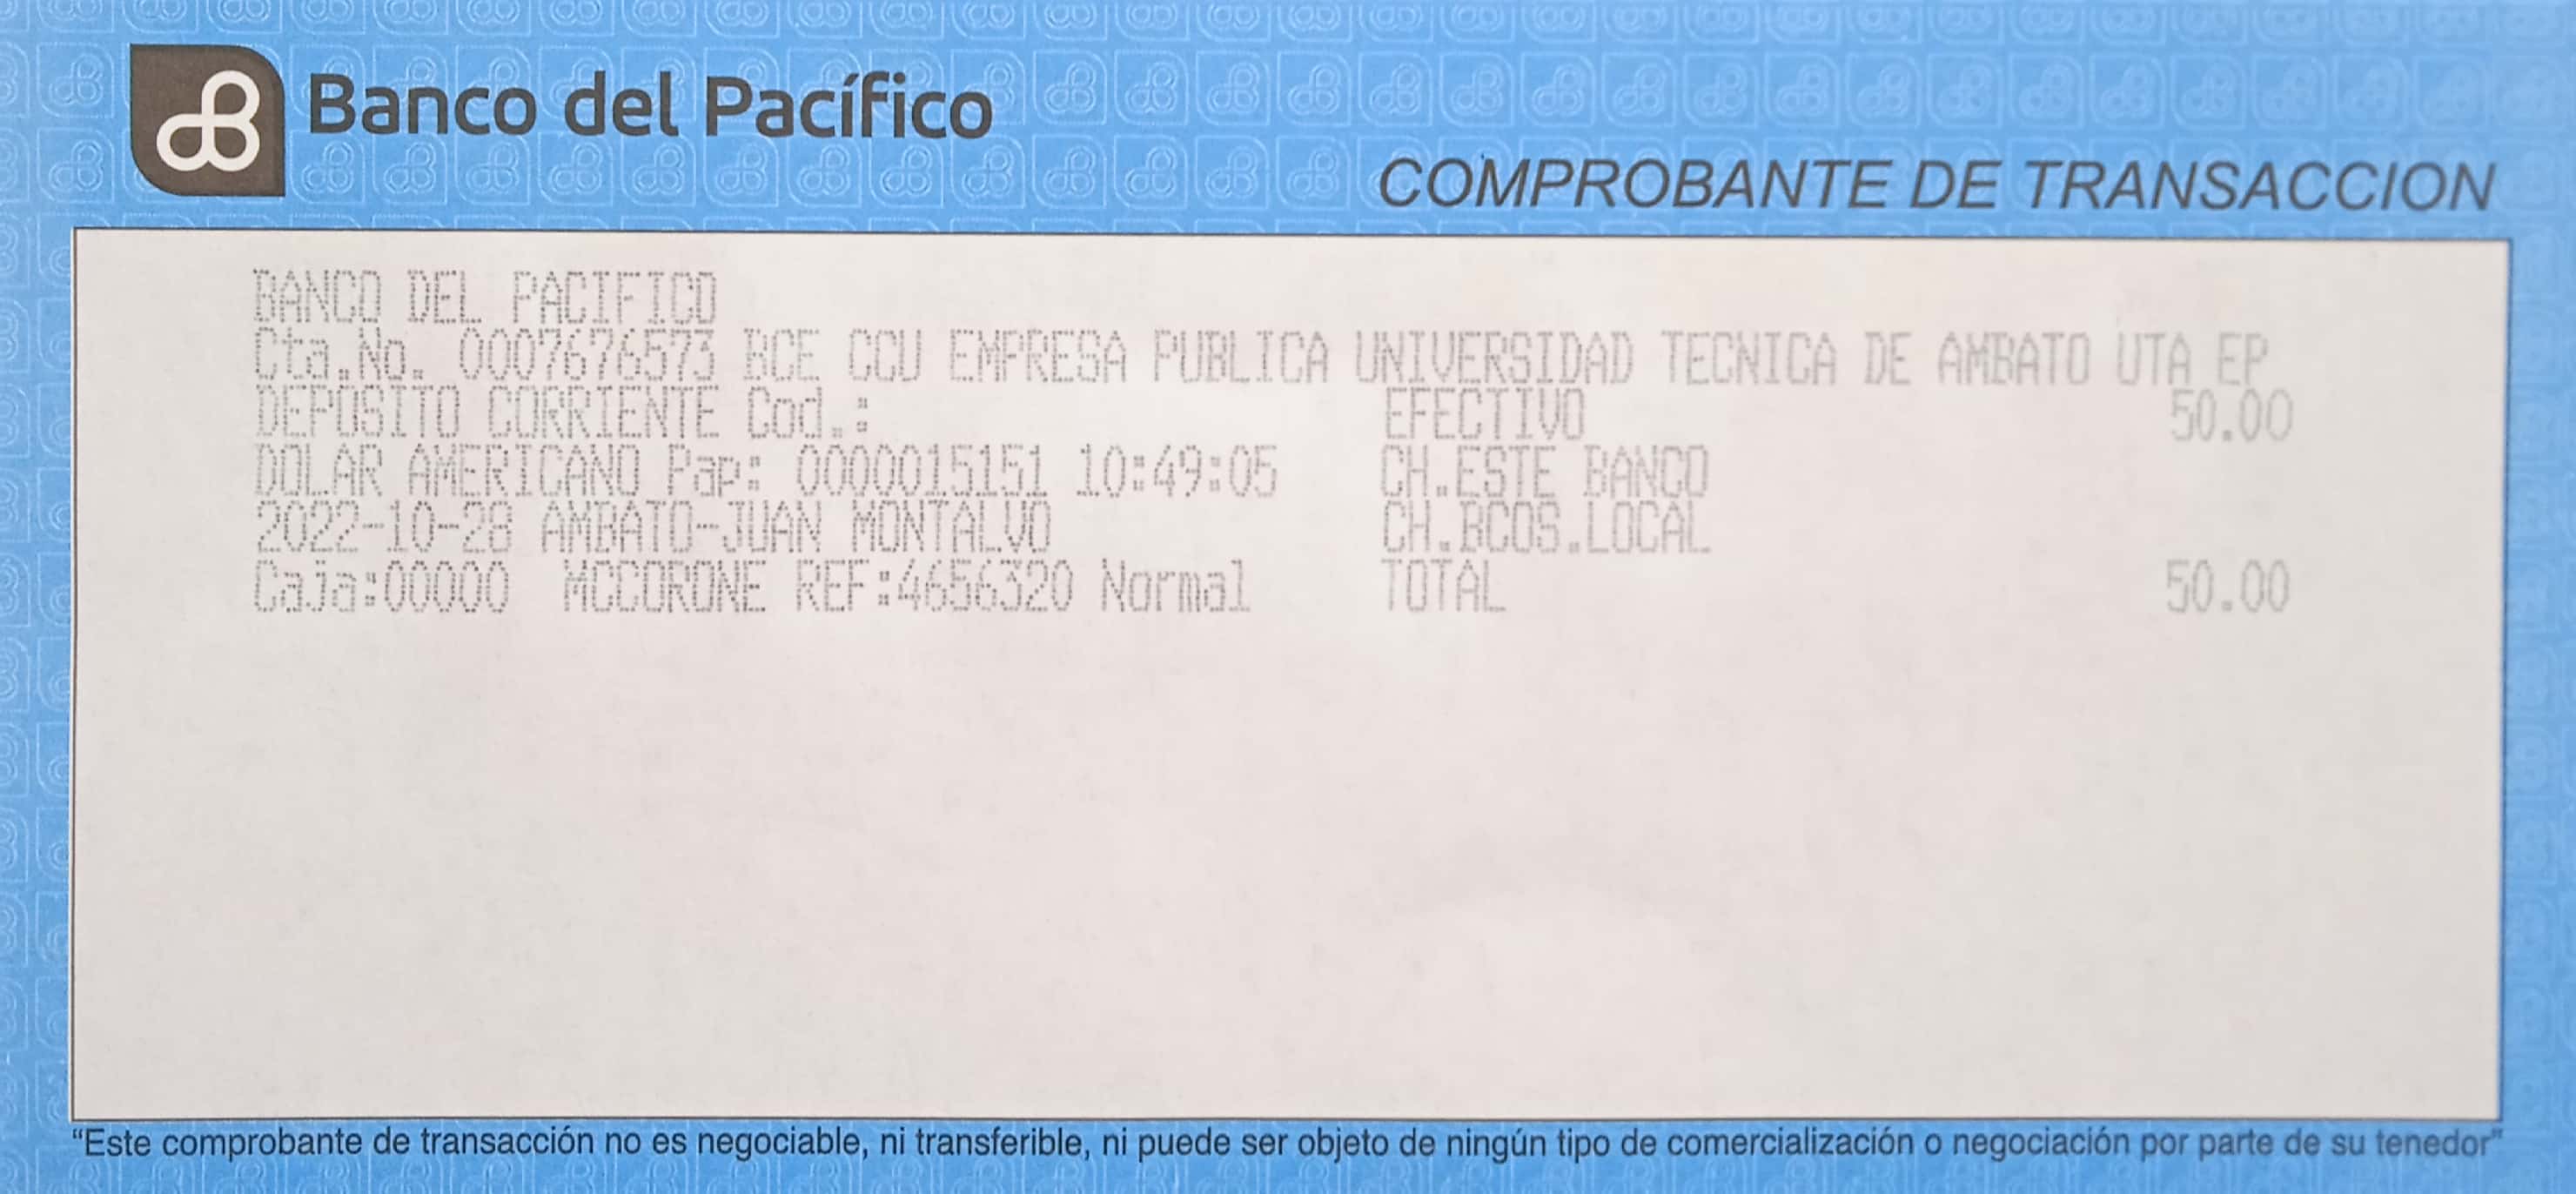 Banco del Pacífico
COMPROBANTE DE TRANSACCION
BANCO DEL PACIFICO
Cta.No. 0007676573 BCE CCU EMPRESA PUBLICA UNIVERSIDAD TECNICA DE AMBATO UTA EP
DEPOSITO CORRIENTE Cod.: EFECTIVO 50.00
DOLAR AMERICANO Pap: 0000015151 10:49:05 CH.ESTE BANCO
2022-10-28 AMBATO-JUAN MONTALVO CH.BCOS.LOCAL
Caja:00000 REF:4656320 Normal TOTAL 50.00
“Este comprobante de transacción no es negociable, ni transferible, ni puede ser objeto de ningún tipo de comercialización o negociación por parte de su tenedor”